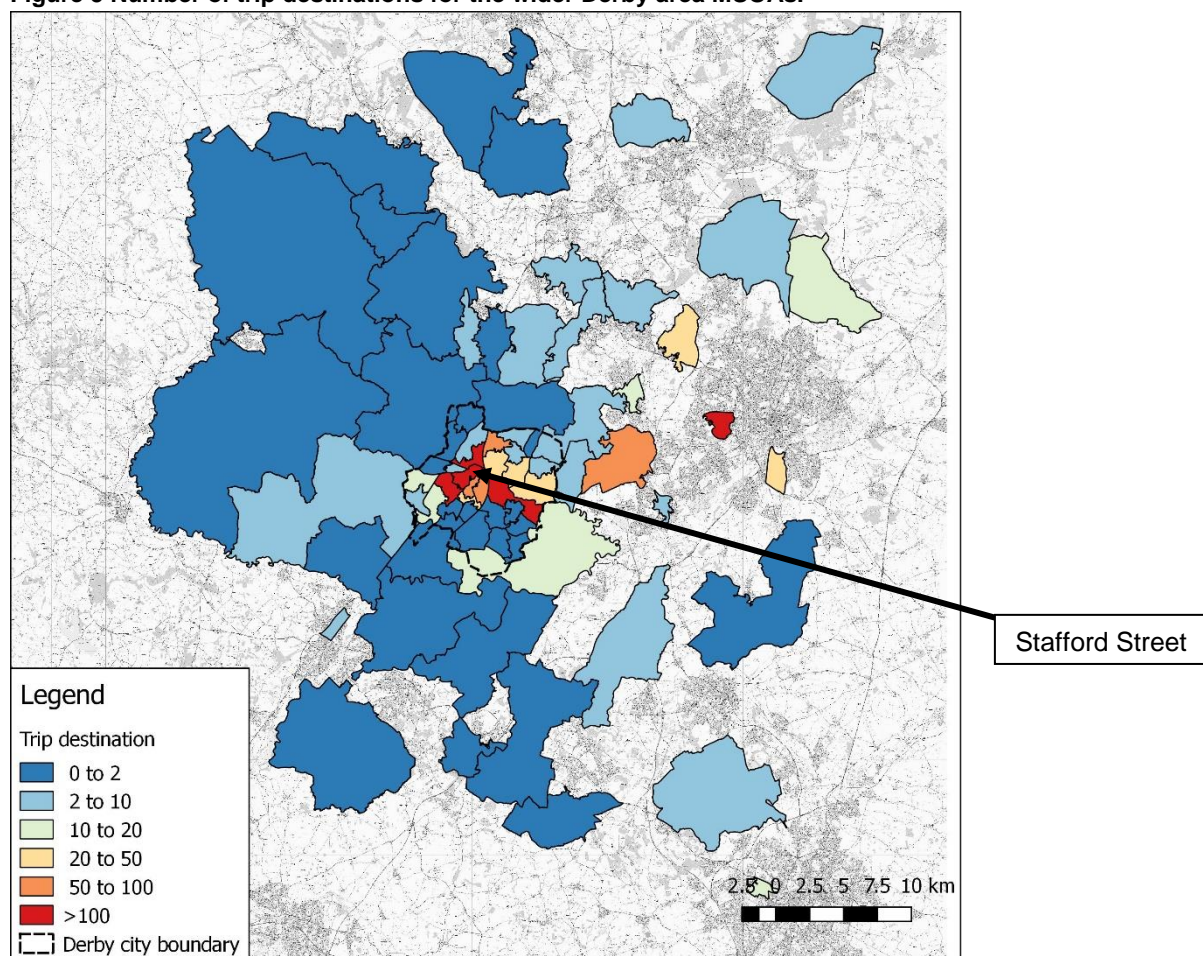 Figure 3 Number of trip destinations for the wider Derby area MSOAs.
Stafford Street
Legend
Trip destination
0 to 2
2 to 10
10 to 20
20 to 50
50 to 100
>100
Derby city boundary
2.5 0 2.5 5 7.5 10 km